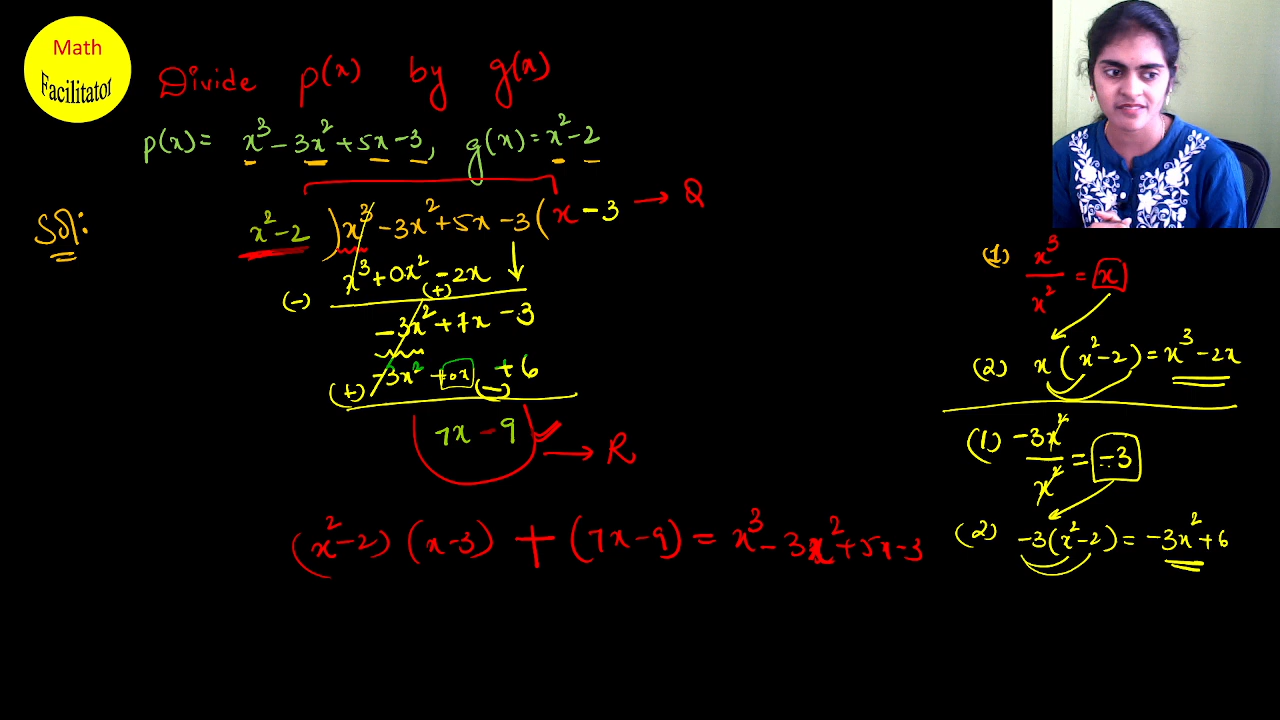 Math
Facilitator
Divide p(x) by g(x)
p(x) = x³ - 3x² + 5x - 3, g(x) = x² - 2
Sol:
x² - 2 ) x³ - 3x² + 5x - 3 ( x - 3 → Q
x³ + 0x² - 2x
(-) (+)
-3x² + 7x - 3
-3x² + 0x + 6
(+) (-)
7x - 9 → R
(x² - 2) (x - 3) + (7x - 9) = x³ - 3x² + 5x - 3
(1) x³/x² = x
(2) x(x² - 2) = x³ - 2x
(1) -3x²/x² = -3
(2) -3(x² - 2) = -3x² + 6